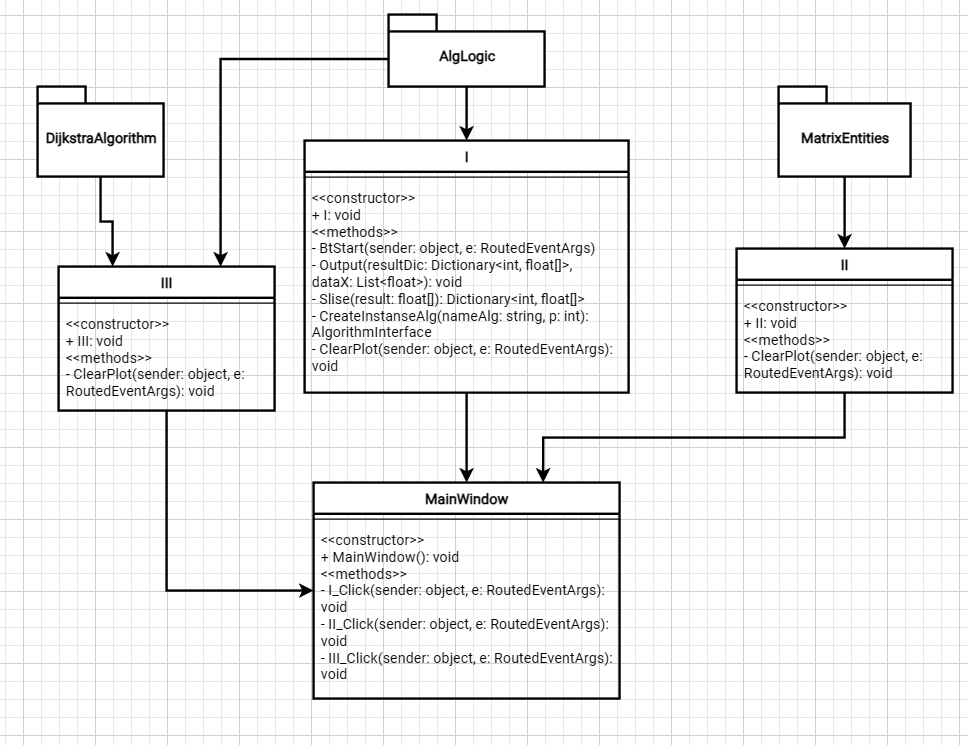 AlgLogic
DijkstraAlgorithm
MatrixEntities
I
<<constructor>>
+ I: void
<<methods>>
- BtStart(sender: object, e: RoutedEventArgs)
- Output(resultDic: Dictionary<int, float[]>,
dataX: List<float>): void
- Slise(result: float[]): Dictionary<int, float[]>
- CreateInstanseAlg(nameAlg: string, p: int):
AlgorithmInterface
- ClearPlot(sender: object, e: RoutedEventArgs):
void
II
<<constructor>>
+ II: void
<<methods>>
- ClearPlot(sender: object, e:
RoutedEventArgs): void
III
<<constructor>>
+ III: void
<<methods>>
- ClearPlot(sender: object, e:
RoutedEventArgs): void
MainWindow
<<constructor>>
+ MainWindow(): void
<<methods>>
- I_Click(sender: object, e: RoutedEventArgs):
void
- II_Click(sender: object, e: RoutedEventArgs):
void
- III_Click(sender: object, e: RoutedEventArgs):
void